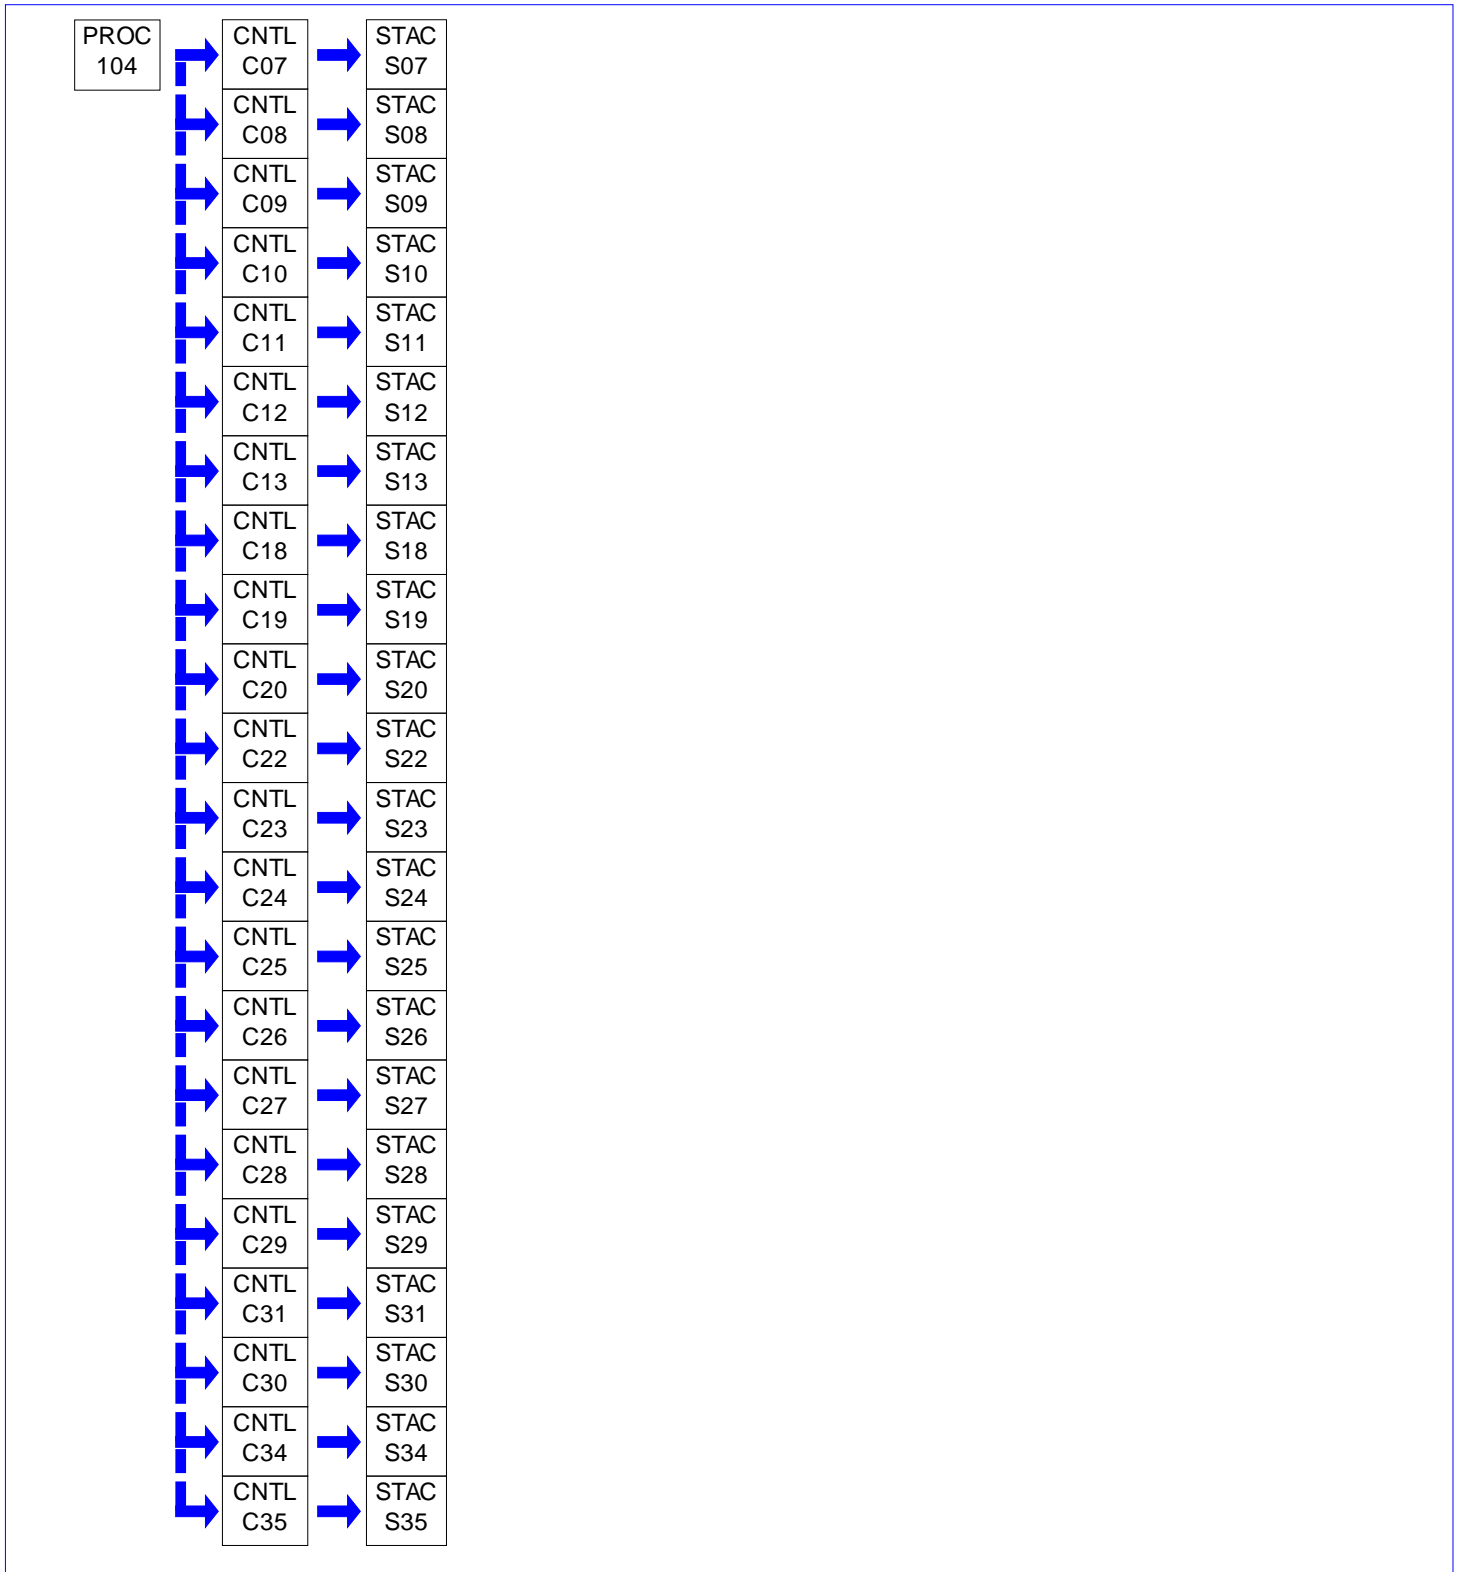 PROC
104
CNTL
C07
STAC
S07
CNTL
C08
STAC
S08
CNTL
C09
STAC
S09
CNTL
C10
STAC
S10
CNTL
C11
STAC
S11
CNTL
C12
STAC
S12
CNTL
C13
STAC
S13
CNTL
C18
STAC
S18
CNTL
C19
STAC
S19
CNTL
C20
STAC
S20
CNTL
C22
STAC
S22
CNTL
C23
STAC
S23
CNTL
C24
STAC
S24
CNTL
C25
STAC
S25
CNTL
C26
STAC
S26
CNTL
C27
STAC
S27
CNTL
C28
STAC
S28
CNTL
C29
STAC
S29
CNTL
C31
STAC
S31
CNTL
C30
STAC
S30
CNTL
C34
STAC
S34
CNTL
C35
STAC
S35